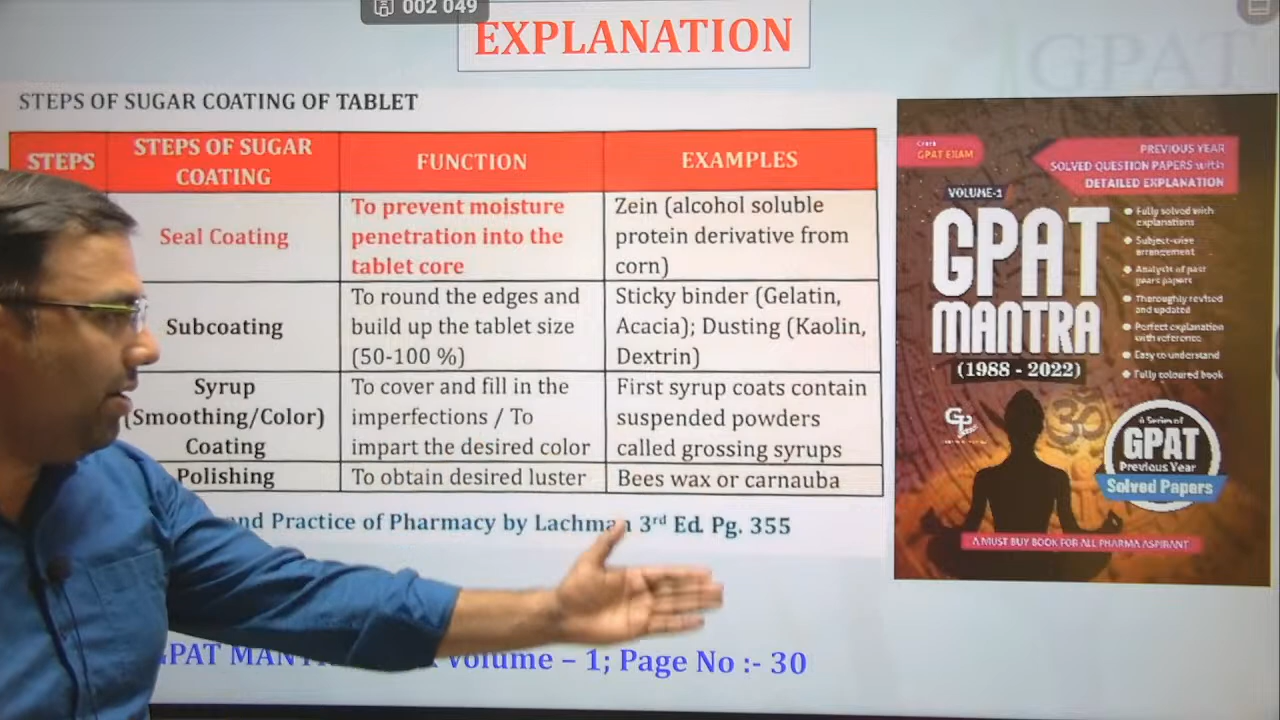 002 049
EXPLANATION
GPAT
STEPS OF SUGAR COATING OF TABLET
STEPS
STEPS OF SUGAR
COATING
FUNCTION
EXAMPLES
Seal Coating
To prevent moisture
penetration into the
tablet core
Zein (alcohol soluble
protein derivative from
corn)
Subcoating
To round the edges and
build up the tablet size
(50-100 %)
Sticky binder (Gelatin,
Acacia); Dusting (Kaolin,
Dextrin)
Syrup
(Smoothing/Color)
Coating
To cover and fill in the
imperfections / To
impart the desired color
First syrup coats contain
suspended powders
called grossing syrups
Polishing
To obtain desired luster
Bees wax or carnauba
and Practice of Pharmacy by Lachman 3rd Ed. Pg. 355
GPAT MANTRA Volume – 1; Page No :- 30
Crack
GPAT EXAM
PREVIOUS YEAR
SOLVED QUESTION PAPERS with
DETAILED EXPLANATION
VOLUME-1
GPAT
MANTRA
(1988 - 2022)
Fully solved with
explanations
Subject-wise
arrangement
Analysis of past
years papers
Thoroughly revised
and updated
Perfect explanation
with reference
Easy to understand
Fully coloured book
A Series of
GPAT
Previous Year
Solved Papers
A MUST BUY BOOK FOR ALL PHARMA ASPIRANT